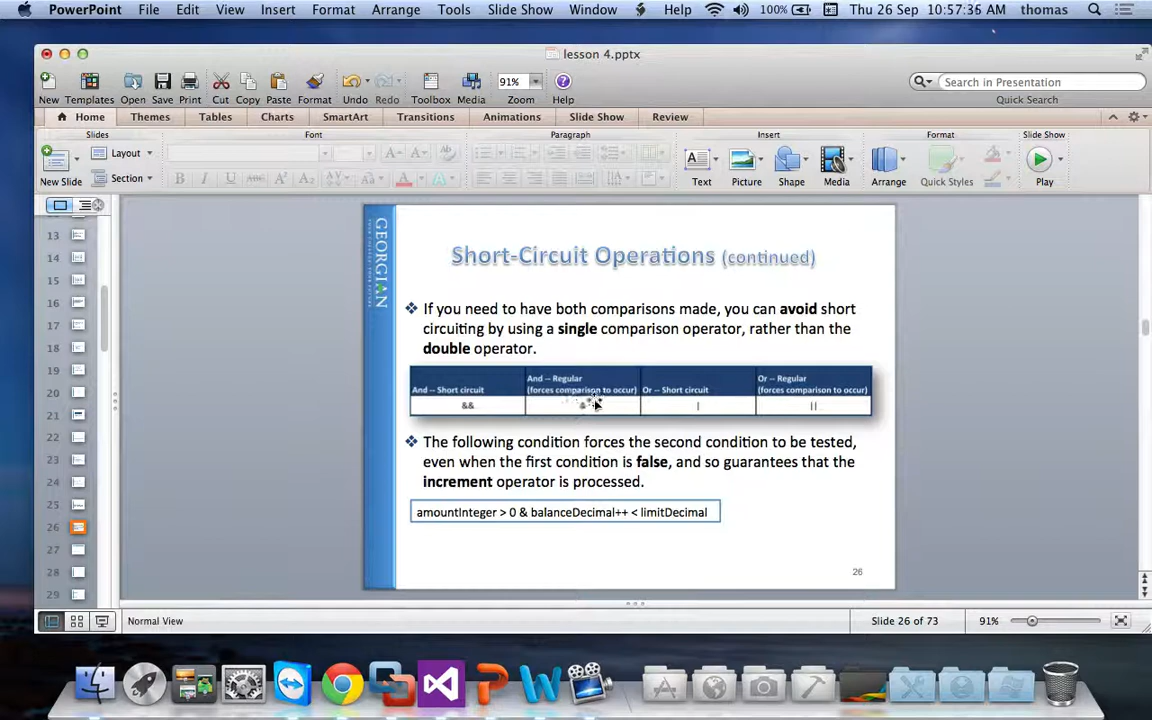 PowerPoint File Edit View Insert Format Arrange Tools Slide Show Window Help 100% Thu 26 Sep 10:57:36 AM thomas
lesson 4.pptx
New Templates Open Save Print Cut Copy Paste Format Undo Redo Toolbox Media 91% Zoom Help
Search in Presentation
Quick Search
Home Themes Tables Charts SmartArt Transitions Animations Slide Show Review
Slides Font Paragraph Insert Format Slide Show
New Slide Layout Section Text Picture Shape Media Arrange Quick Styles Play
13
14
15
16
17
18
19
20
21
22
23
24
25
26
27
28
29
GEORGIAN
Short-Circuit Operations (continued)
If you need to have both comparisons made, you can avoid short
circuiting by using a single comparison operator, rather than the
double operator.
And -- Short circuit
And -- Regular
(forces comparison to occur)
Or -- Short circuit
Or -- Regular
(forces comparison to occur)
&& & | ||
The following condition forces the second condition to be tested,
even when the first condition is false, and so guarantees that the
increment operator is processed.
amountInteger > 0 & balanceDecimal++ < limitDecimal
26
Normal View Slide 26 of 73 91%